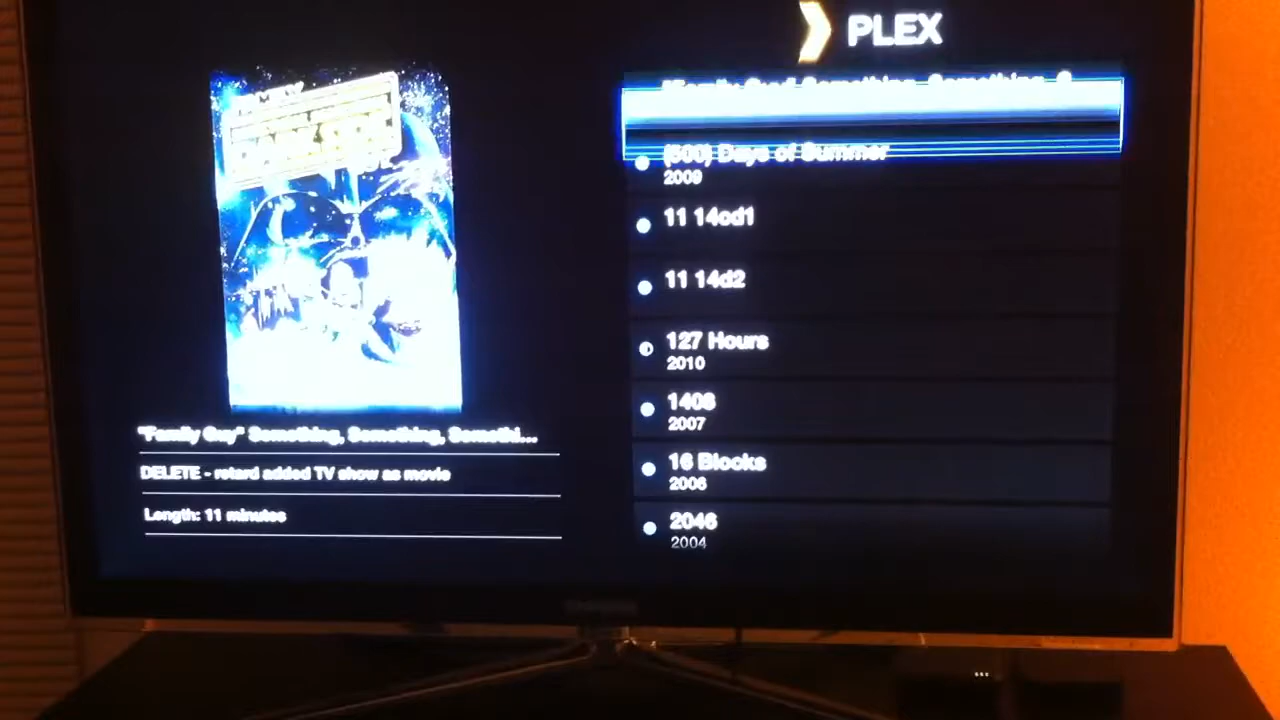 PLEX
"Family Guy" Something, Something, S
(500) Days of Summer
2009
11 14cd1
11 14d2
127 Hours
2010
1408
2007
16 Blocks
2006
2046
2004
"Family Guy" Something, Something, Somethi...
DELETE - retard added TV show as movie
Length: 11 minutes